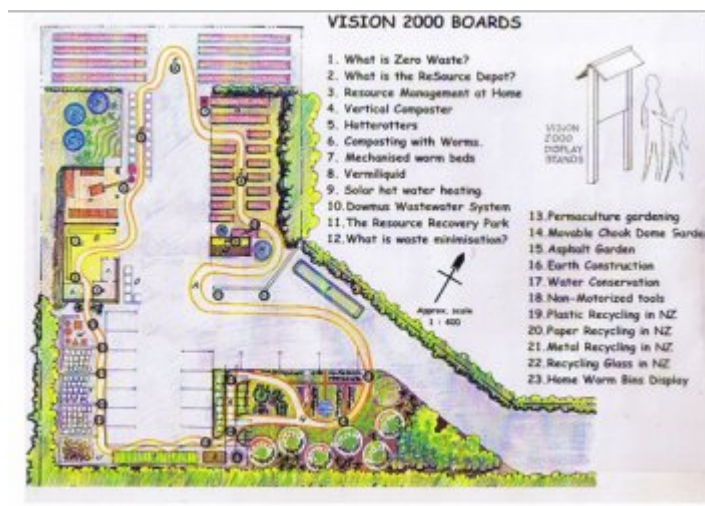 VISION 2000 BOARDS
1. What is Zero Waste?
2. What is the ReSource Depot?
3. Resource Management at Home
4. Vertical Composter
5. Hotterotters
6. Composting with Worms.
7. Mechanised worm beds
8. Vermiliquid
9. Solar hot water heating
10. Dowmus Wastewater System
11. The Resource Recovery Park
12. What is waste minimisation?
VISION
2000
DISPLAY
STANDS
13. Permaculture gardening
14. Movable Chook Dome Garde
15. Asphalt Garden
16. Earth Construction
17. Water Conservation
18. Non-Motorized tools
19. Plastic Recycling in NZ
20. Paper Recycling in NZ
21. Metal Recycling in NZ
22. Recycling Glass in NZ
23. Home Worm Bins Display
Approx. scale
1 : 400